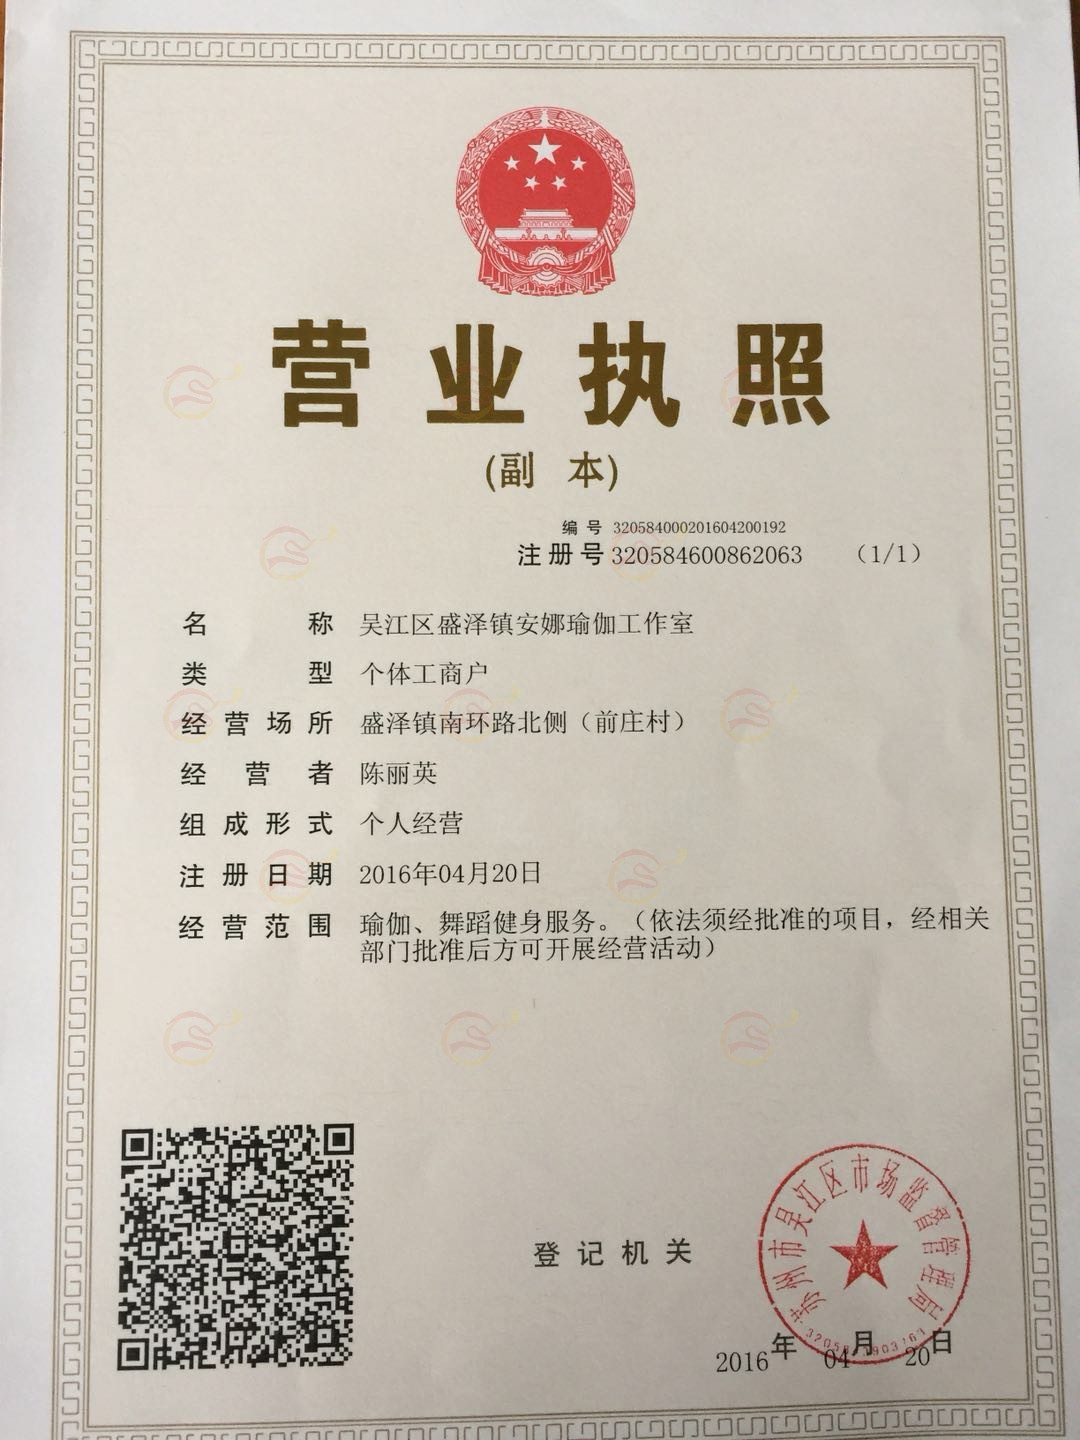 营业执照
(副 本)
编 号 320584000201604200192
注册号 320584600862063 （1/1）
名 称 吴江区盛泽镇安娜瑜伽工作室
类 型 个体工商户
经营场所 盛泽镇南环路北侧（前庄村）
经 营 者 陈丽英
组成形式 个人经营
注册日期 2016年04月20日
经营范围 瑜伽、舞蹈健身服务。（依法须经批准的项目，经相关
部门批准后方可开展经营活动）
登记机关
苏州市吴江区市场监督管理局
2016 年 04 月 20 日